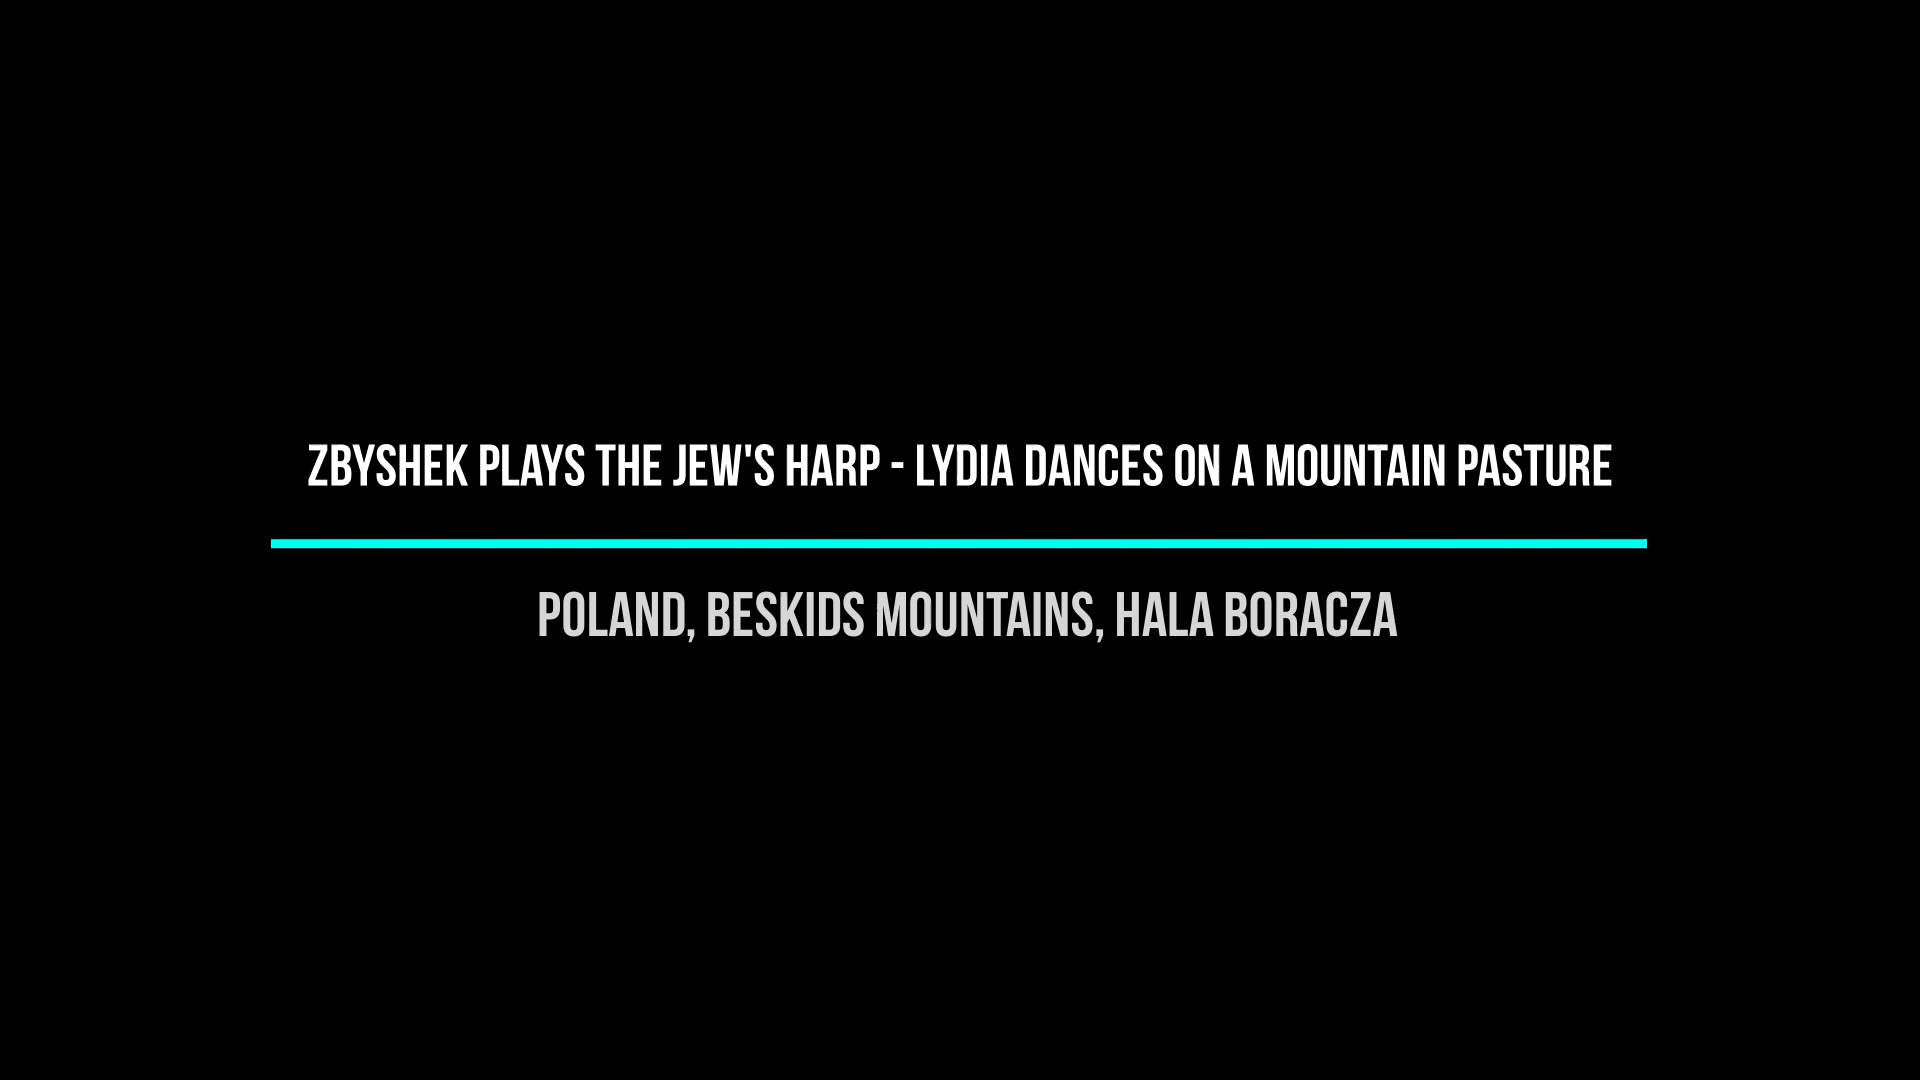 ZBYSHEK PLAYS THE JEW'S HARP - LYDIA DANCES ON A MOUNTAIN PASTURE
POLAND, BESKIDS MOUNTAINS, HALA BORACZA